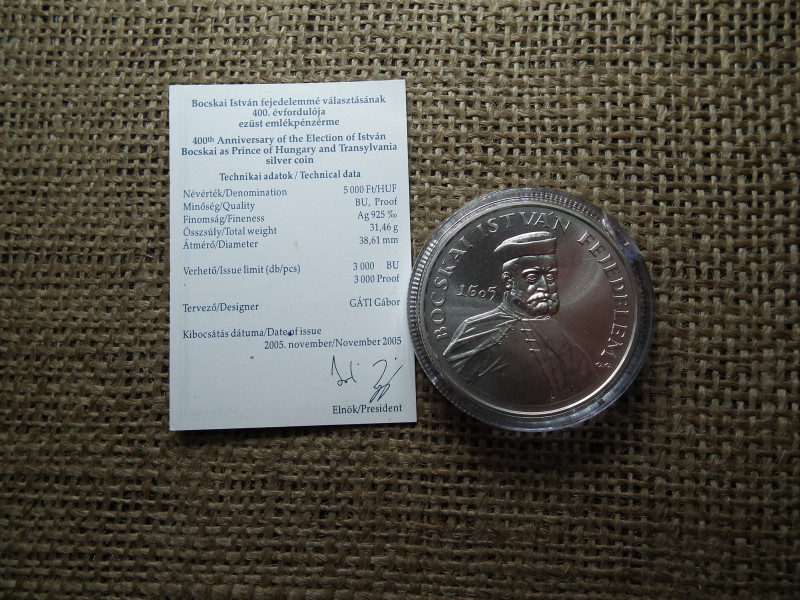 Bocskai István fejedelemmé választásának
400. évfordulója
ezüst emlékpénzérme
400th Anniversary of the Election of István
Bocskai as Prince of Hungary and Transylvania
silver coin
Technikai adatok / Technical data
Névérték/Denomination 5 000 Ft/HUF
Minőség/Quality BU, Proof
Finomság/Fineness Ag 925 ‰
Összsúly/Total weight 31,46 g
Átmérő/Diameter 38,61 mm
Verhető/Issue limit (db/pcs) 3 000 BU
3 000 Proof
Tervező/Designer GÁTI Gábor
Kibocsátás dátuma/Date of issue
2005. november/November 2005
Elnök/President
BOCSKAI ISTVÁN FEJEDELEM
1605